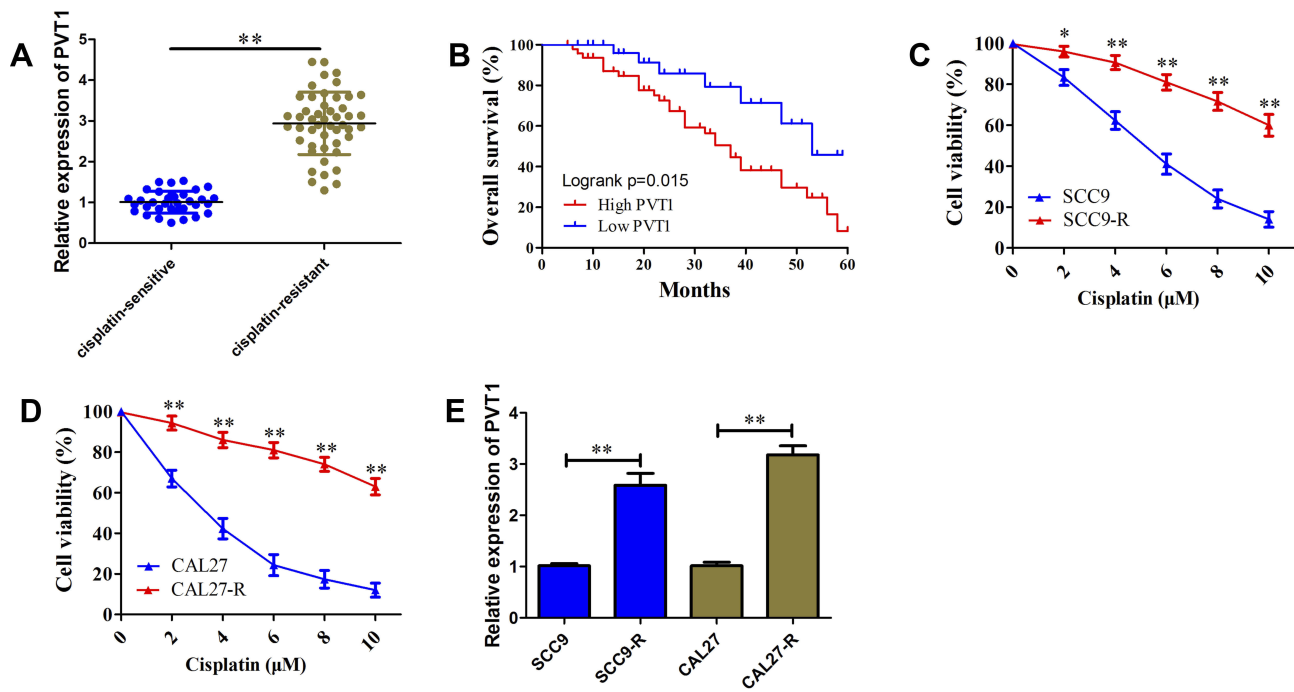 A
Relative expression of PVT1
5
4
3
2
1
0
**
cisplatin-sensitive
cisplatin-resistant
B
Overall survival (%)
100
80
60
40
20
0
Logrank p=0.015
High PVT1
Low PVT1
0 10 20 30 40 50 60
Months
C
Cell viability (%)
100
80
60
40
20
0
* ** ** ** **
SCC9
SCC9-R
0 2 4 6 8 10
Cisplatin (μM)
D
Cell viability (%)
100
80
60
40
20
0
** ** ** ** **
CAL27
CAL27-R
0 2 4 6 8 10
Cisplatin (μM)
E
Relative expression of PVT1
4
3
2
1
0
** **
SCC9
SCC9-R
CAL27
CAL27-R